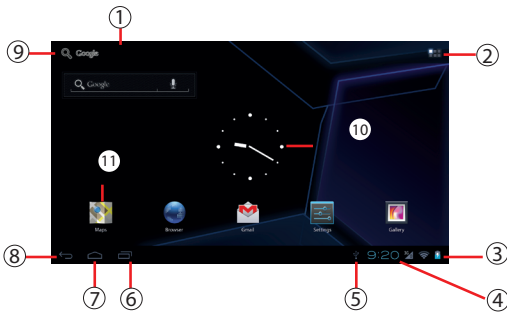 ①
⑨ Google ②
Google
⑩
⑪
Maps Browser Gmail Settings Gallery
⑧ 9:20 ③
⑦ ⑥ ⑤ ④